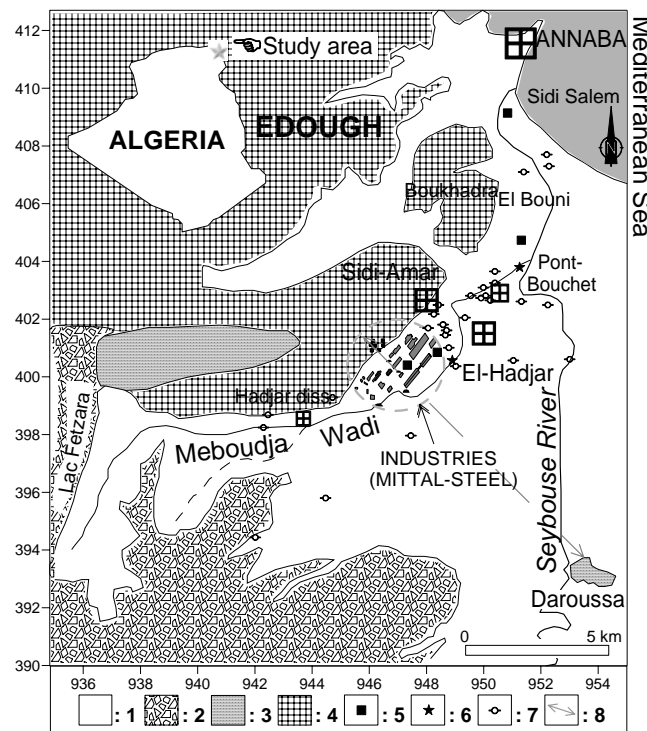 412
411
408
406
404
402
400
398
396
394
392
390
ANNABA
Study area
Mediterranean Sea
Sidi Salem
N
ALGERIA
EDOUGH
Boukhadra
El Bouni
Sidi-Amar
Pont-
Bouchet
El-Hadjar
Hadjar diss
Lac Fetzara
Meboudja Wadi
INDUSTRIES
(MITTAL-STEEL)
Seybouse River
Daroussa
0 5 km
936 938 940 942 944 946 948 950 952 954
: 1 : 2 : 3 : 4 : 5 : 6 : 7 : 8